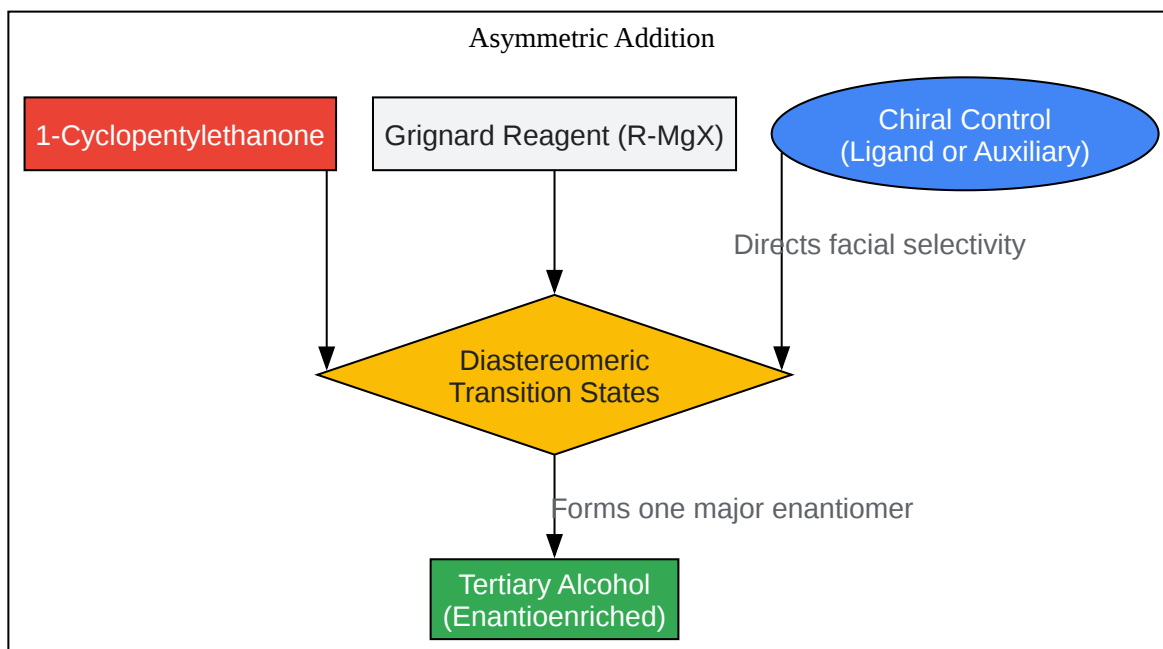 Asymmetric Addition
1-Cyclopentylethanone
Grignard Reagent (R-MgX)
Chiral Control
(Ligand or Auxiliary)
Directs facial selectivity
Diastereomeric
Transition States
Forms one major enantiomer
Tertiary Alcohol
(Enantioenriched)